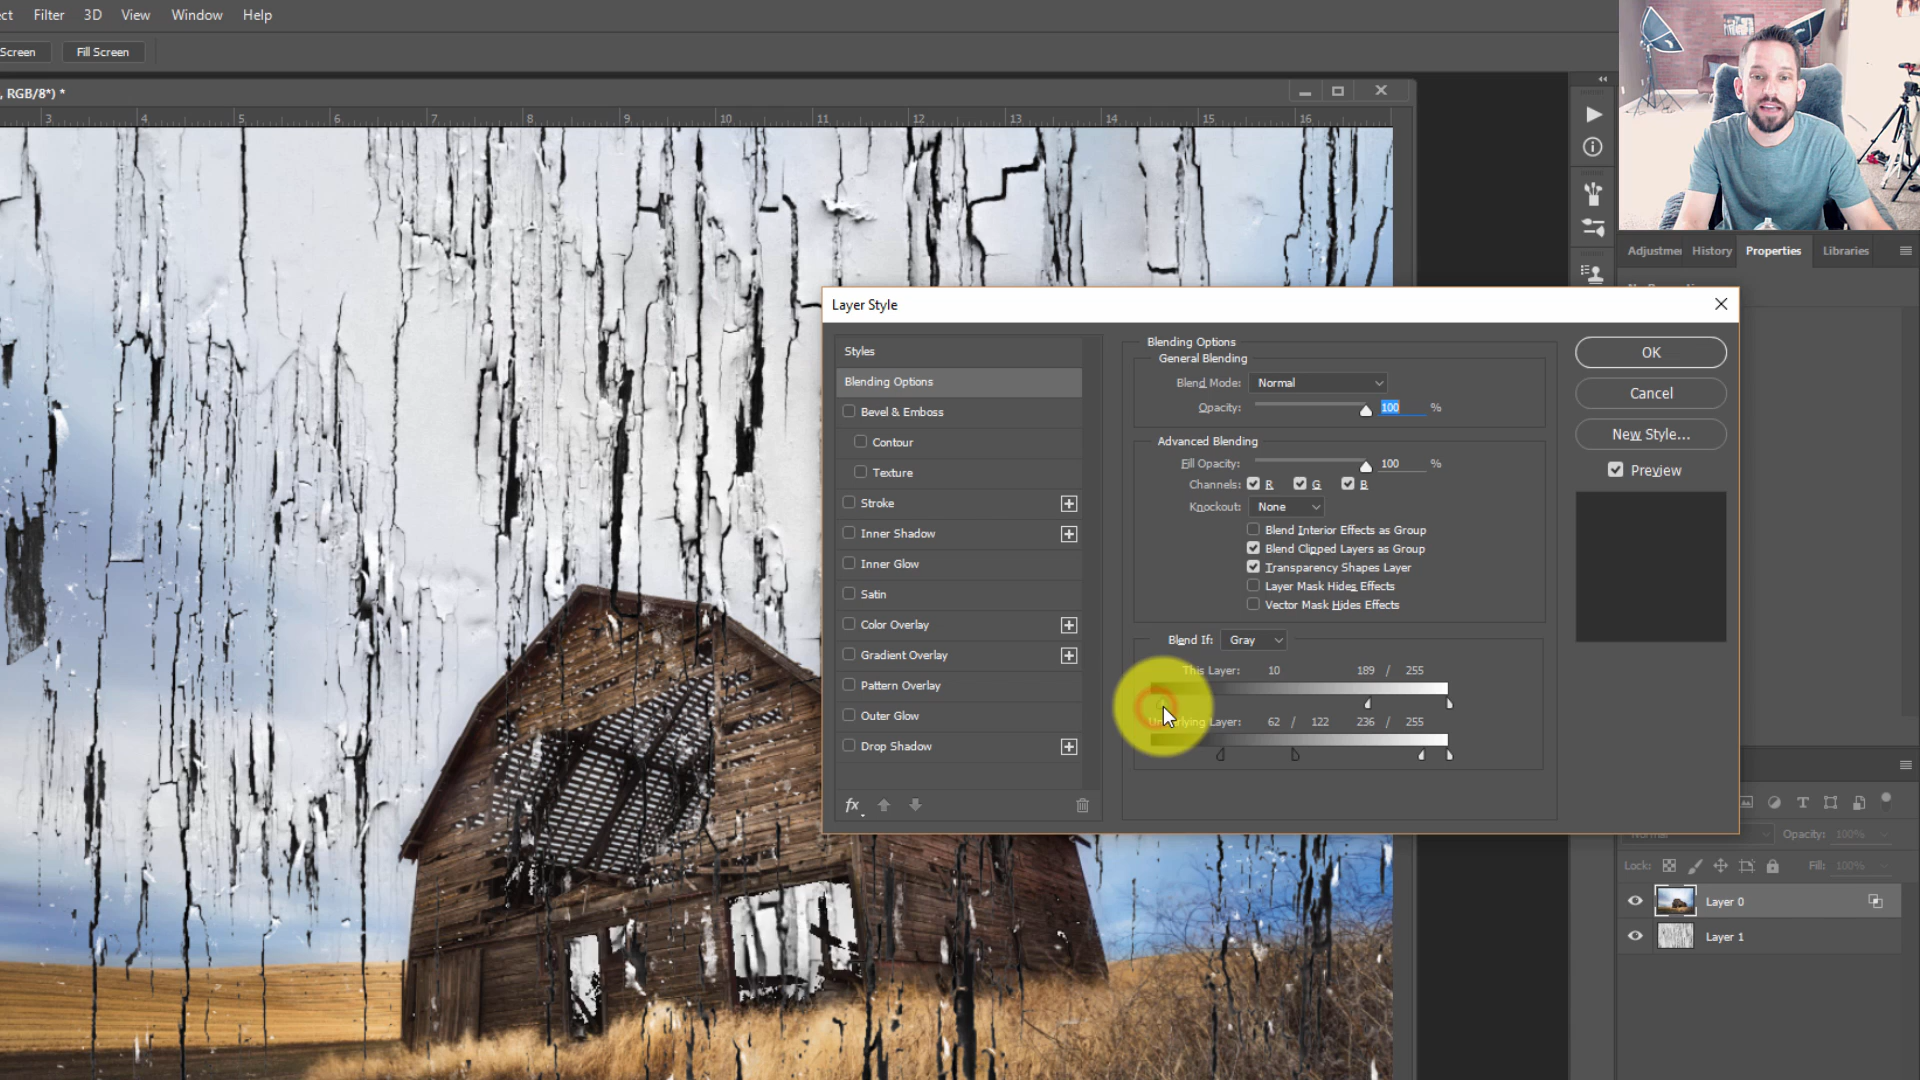 ct Filter 3D View Window Help
Screen Fill Screen
, RGB/8*) *
3 4 5 6 7 8 9 10 11 12 13 14 15 16
Adjustmer History Properties Libraries
Layer Style
Styles
Blending Options
Bevel & Emboss
Contour
Texture
Stroke
Inner Shadow
Inner Glow
Satin
Color Overlay
Gradient Overlay
Pattern Overlay
Outer Glow
Drop Shadow
fx
Blending Options
General Blending
Blend Mode: Normal
Opacity: 100 %
Advanced Blending
Fill Opacity: 100 %
Channels: R G B
Knockout: None
Blend Interior Effects as Group
Blend Clipped Layers as Group
Transparency Shapes Layer
Layer Mask Hides Effects
Vector Mask Hides Effects
Blend If: Gray
This Layer: 10 189 / 255
Underlying Layer: 62 / 122 236 / 255
OK
Cancel
New Style...
Preview
Normal Opacity: 100%
Lock: Fill: 100%
Layer 0
Layer 1